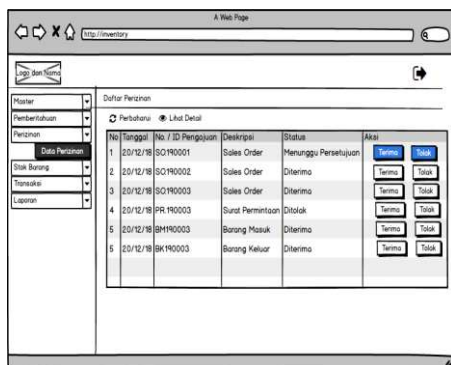 A Web Page
http://inventory
Logo dan Nama
Master
Pemberitahuan
Perizinan
Data Perizinan
Stok Barang
Transaksi
Laporan
Daftar Perizinan
Perbaharui Lihat Detail
No Tanggal No. / ID Pengajuan Deskripsi Status Aksi
1 20/12/18 SO.190001 Sales Order Menunggu Persetujuan Terima Tolak
2 20/12/18 SO.190002 Sales Order Diterima Terima Tolak
3 20/12/18 SO.190003 Sales Order Diterima Terima Tolak
4 20/12/18 PR.190003 Surat Permintaan Ditolak Terima Tolak
5 20/12/18 BM190003 Barang Masuk Diterima Terima Tolak
6 20/12/18 BK190003 Barang Keluar Diterima Terima Tolak